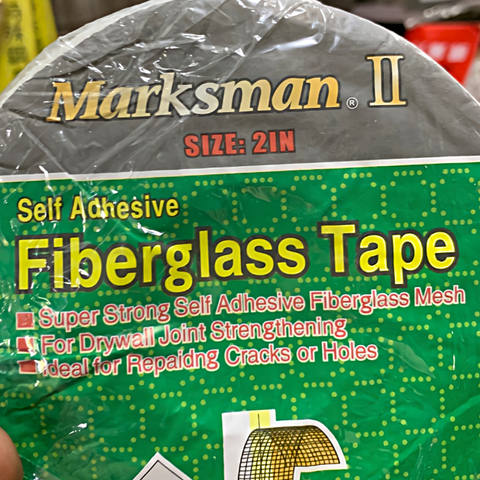 Marksman® II
SIZE: 2IN
Self Adhesive
Fiberglass Tape
Super Strong Self Adhesive Fiberglass Mesh
For Drywall Joint Strengthening
Ideal for Repaidng Cracks or Holes